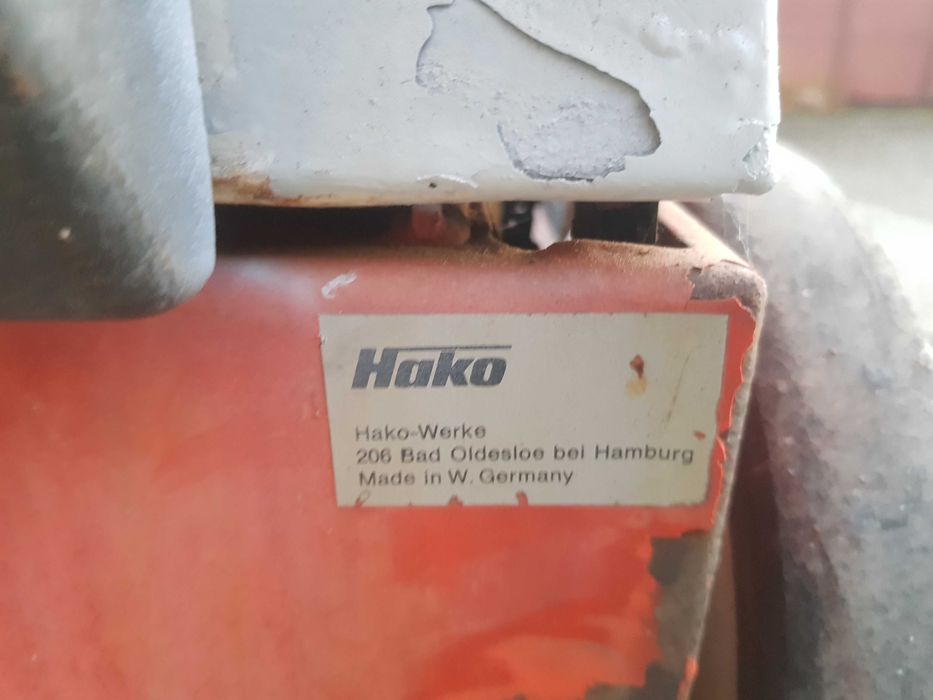 Hako
Hako-Werke
206 Bad Oldesloe bei Hamburg
Made in W. Germany